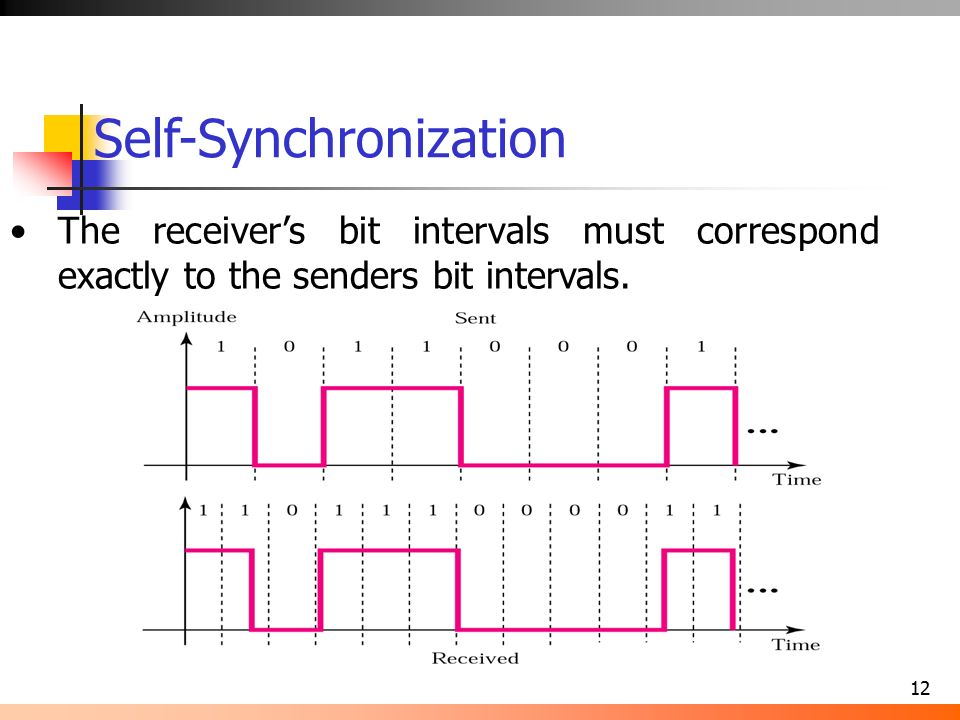 Self-Synchronization
• The receiver’s bit intervals must correspond
exactly to the senders bit intervals.
Amplitude
Sent
1 0 1 1 0 0 0 1
...
Time
1 1 0 1 1 1 0 0 0 0 1 1
...
Time
Received
12